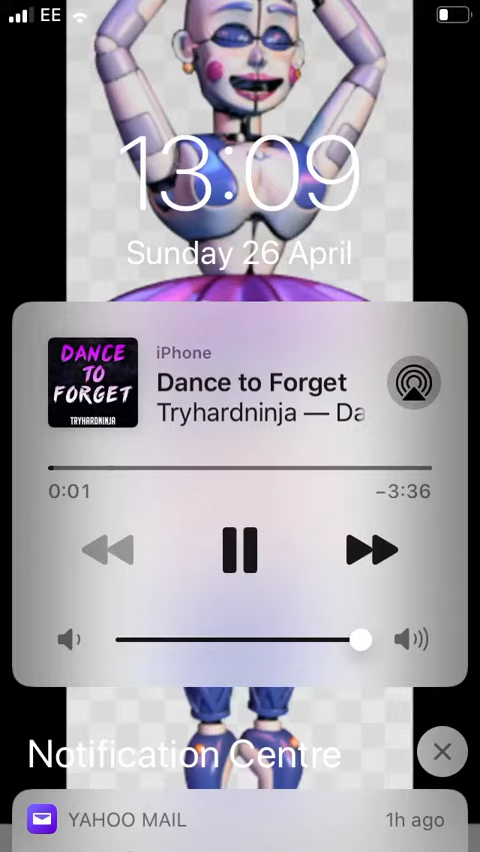 EE
13:09
Sunday 26 April
DANCE
TO
FORGET
TRYHARDNINJA
iPhone
Dance to Forget
Tryhardninja — Da
0:01
−3:36
Notification Centre
YAHOO MAIL
1h ago